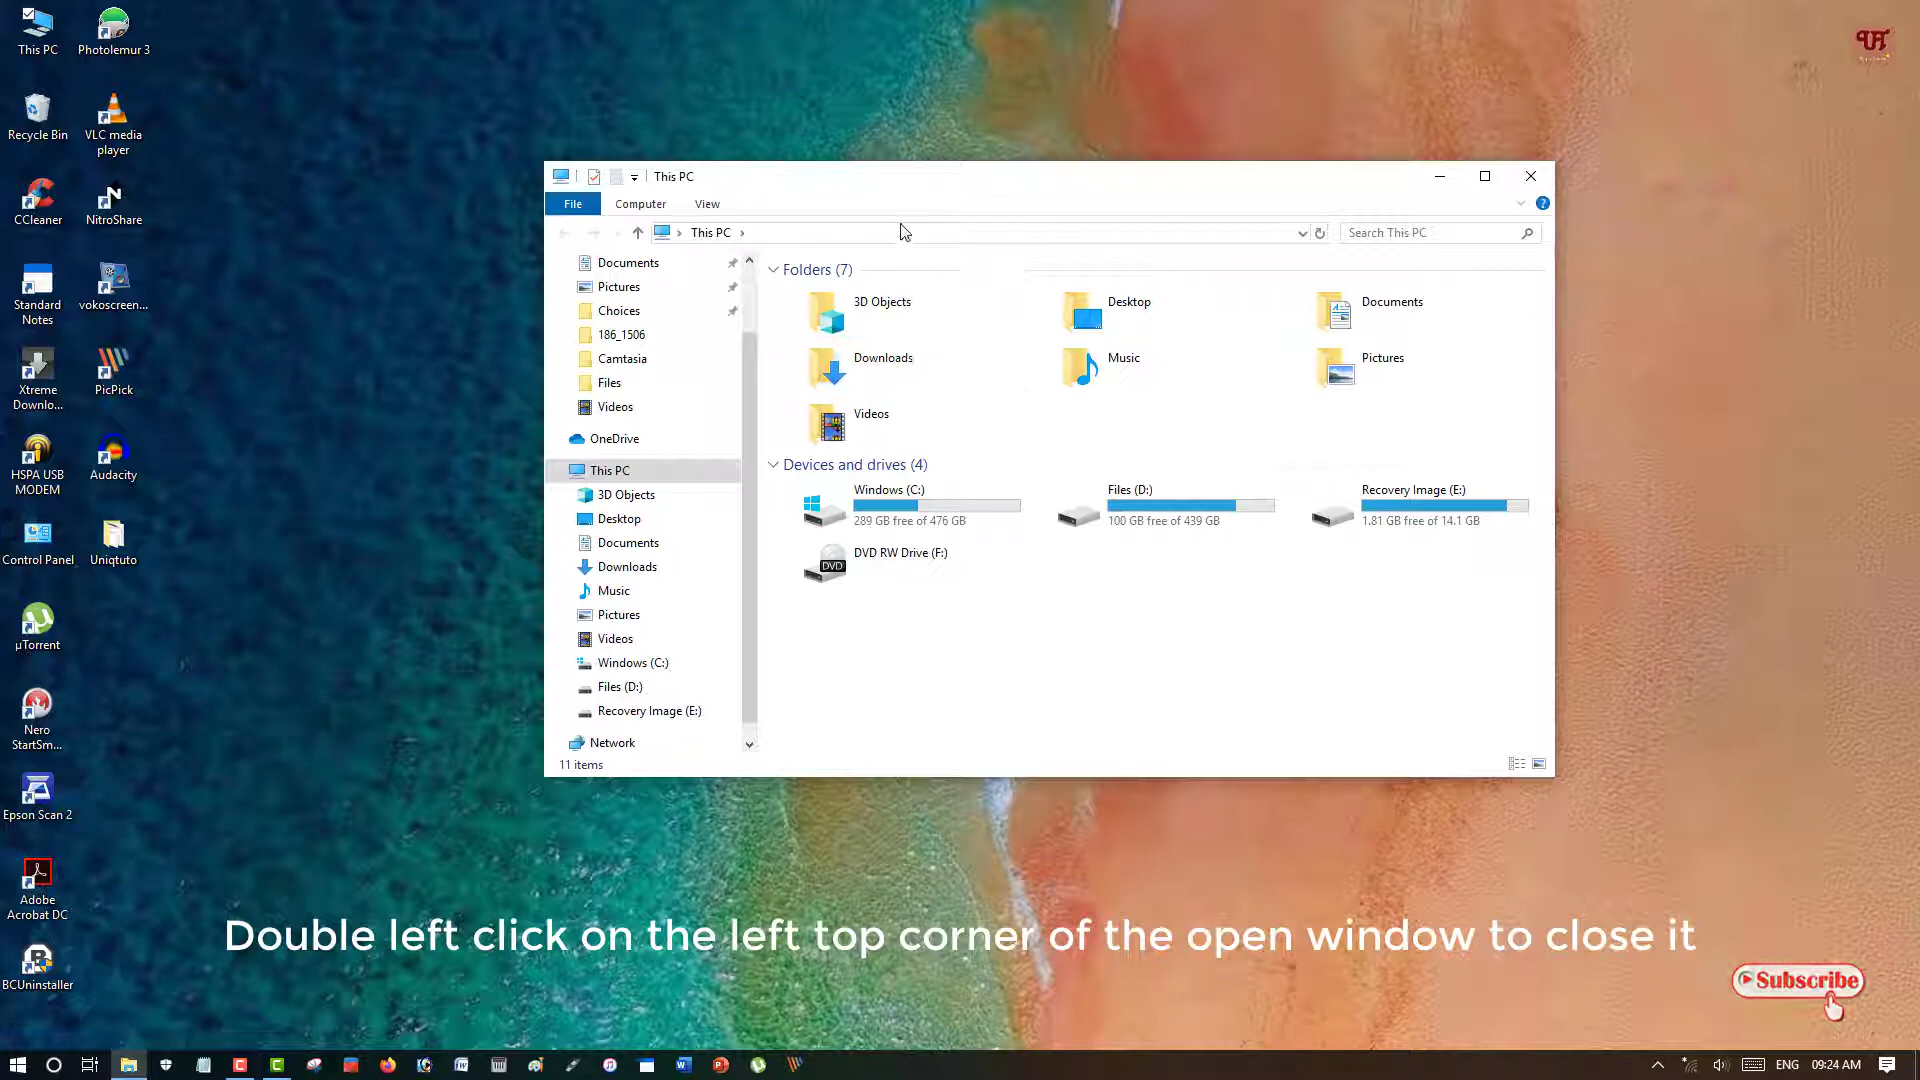 This PC
Photolemur 3
Recycle Bin
VLC media
player
CCleaner
NitroShare
Standard
Notes
vokoscreen...
Xtreme
Downlo...
PicPick
HSPA USB
MODEM
Audacity
Control Panel
Uniqtuto
µTorrent
Nero
StartSm...
Epson Scan 2
Adobe
Acrobat DC
BCUninstaller
This PC
File
Computer
View
?
This PC
Search This PC
Documents
Pictures
Choices
186_1506
Camtasia
Files
Videos
OneDrive
This PC
3D Objects
Desktop
Documents
Downloads
Music
Pictures
Videos
Windows (C:)
Files (D:)
Recovery Image (E:)
Network
11 items
Folders (7)
3D Objects
Desktop
Documents
Downloads
Music
Pictures
Videos
Devices and drives (4)
Windows (C:)
289 GB free of 476 GB
Files (D:)
100 GB free of 439 GB
Recovery Image (E:)
1.81 GB free of 14.1 GB
DVD
DVD RW Drive (F:)
Double left click on the left top corner of the open window to close it
Subscribe
ENG
09:24 AM